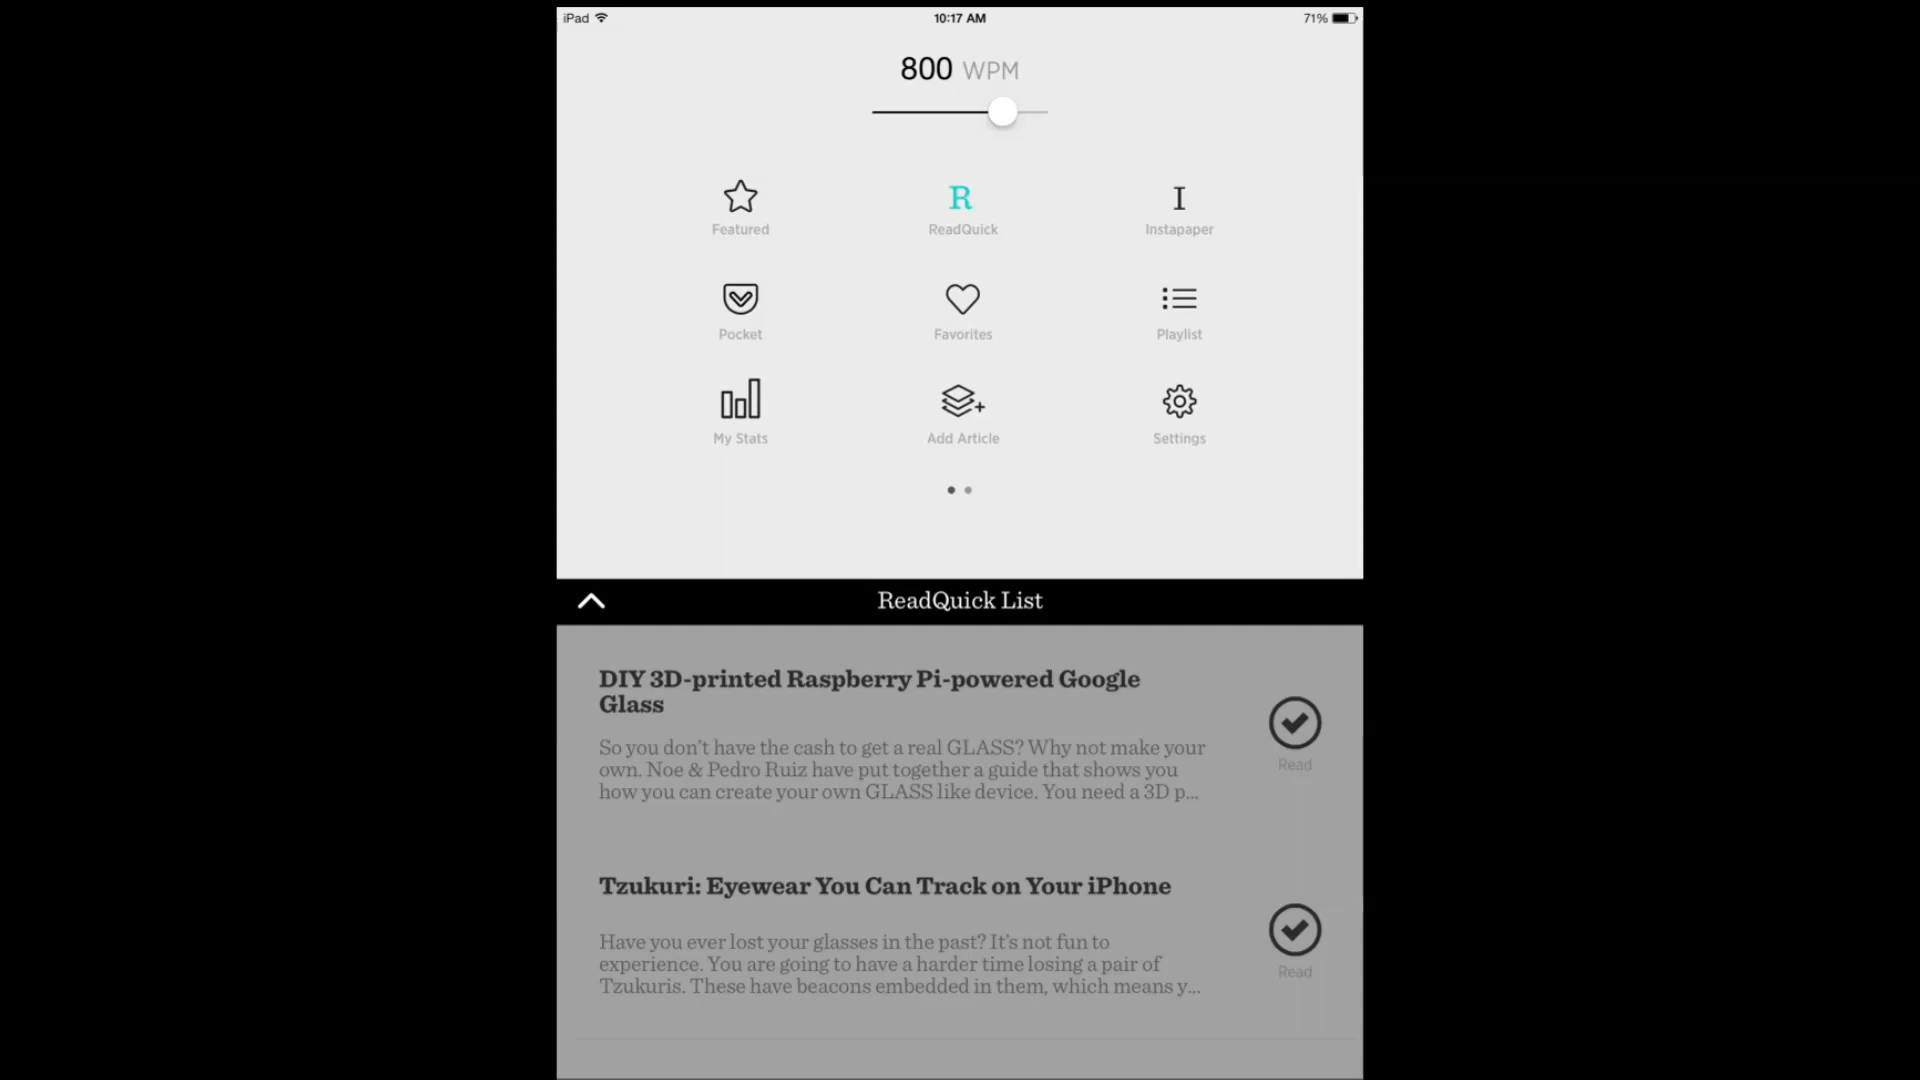 iPad 10:17 AM 71%
800 WPM
R I
Featured ReadQuick Instapaper
Pocket Favorites Playlist
My Stats Add Article Settings
ReadQuick List
DIY 3D-printed Raspberry Pi-powered Google
Glass
So you don't have the cash to get a real GLASS? Why not make your
own. Noe & Pedro Ruiz have put together a guide that shows you
how you can create your own GLASS like device. You need a 3D p...
Read
Tzukuri: Eyewear You Can Track on Your iPhone
Have you ever lost your glasses in the past? It's not fun to
experience. You are going to have a harder time losing a pair of
Tzukuris. These have beacons embedded in them, which means y...
Read